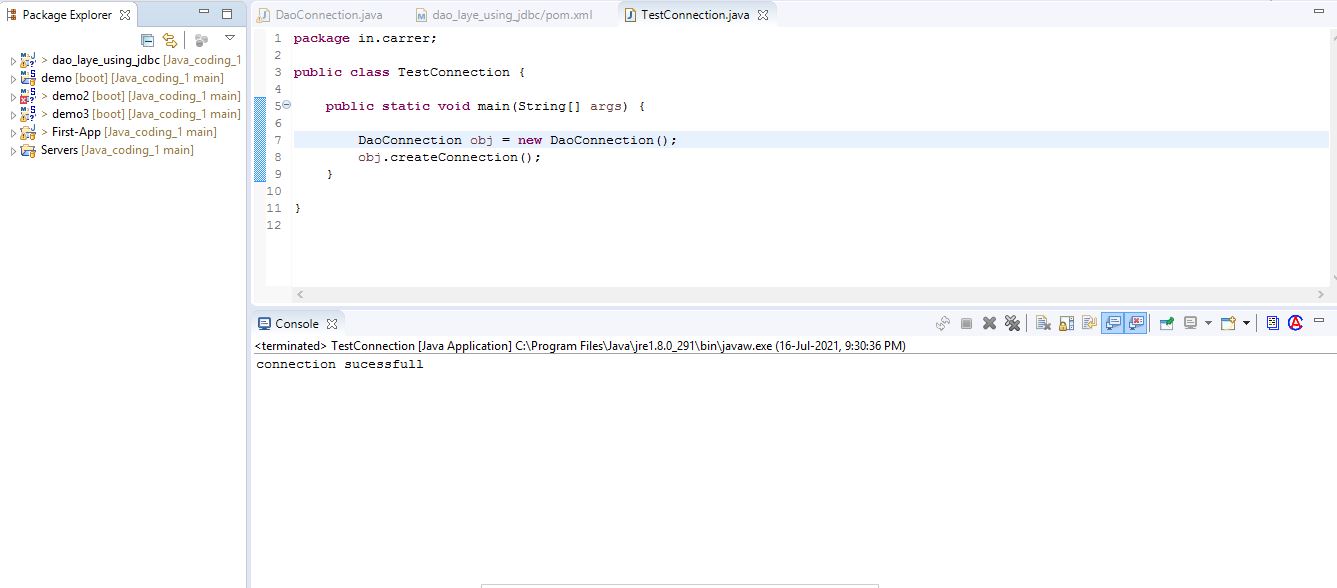 Package Explorer
dao_laye_using_jdbc [Java_coding_1
demo [boot] [Java_coding_1 main]
demo2 [boot] [Java_coding_1 main]
demo3 [boot] [Java_coding_1 main]
First-App [Java_coding_1 main]
Servers [Java_coding_1 main]
DaoConnection.java dao_laye_using_jdbc/pom.xml TestConnection.java
1 package in.carrer;
2
3 public class TestConnection {
4
5 public static void main(String[] args) {
6
7 DaoConnection obj = new DaoConnection();
8 obj.createConnection();
9 }
10
11 }
12
Console
<terminated> TestConnection [Java Application] C:\Program Files\Java\jre1.8.0_291\bin\javaw.exe (16-Jul-2021, 9:30:36 PM)
connection sucessfull